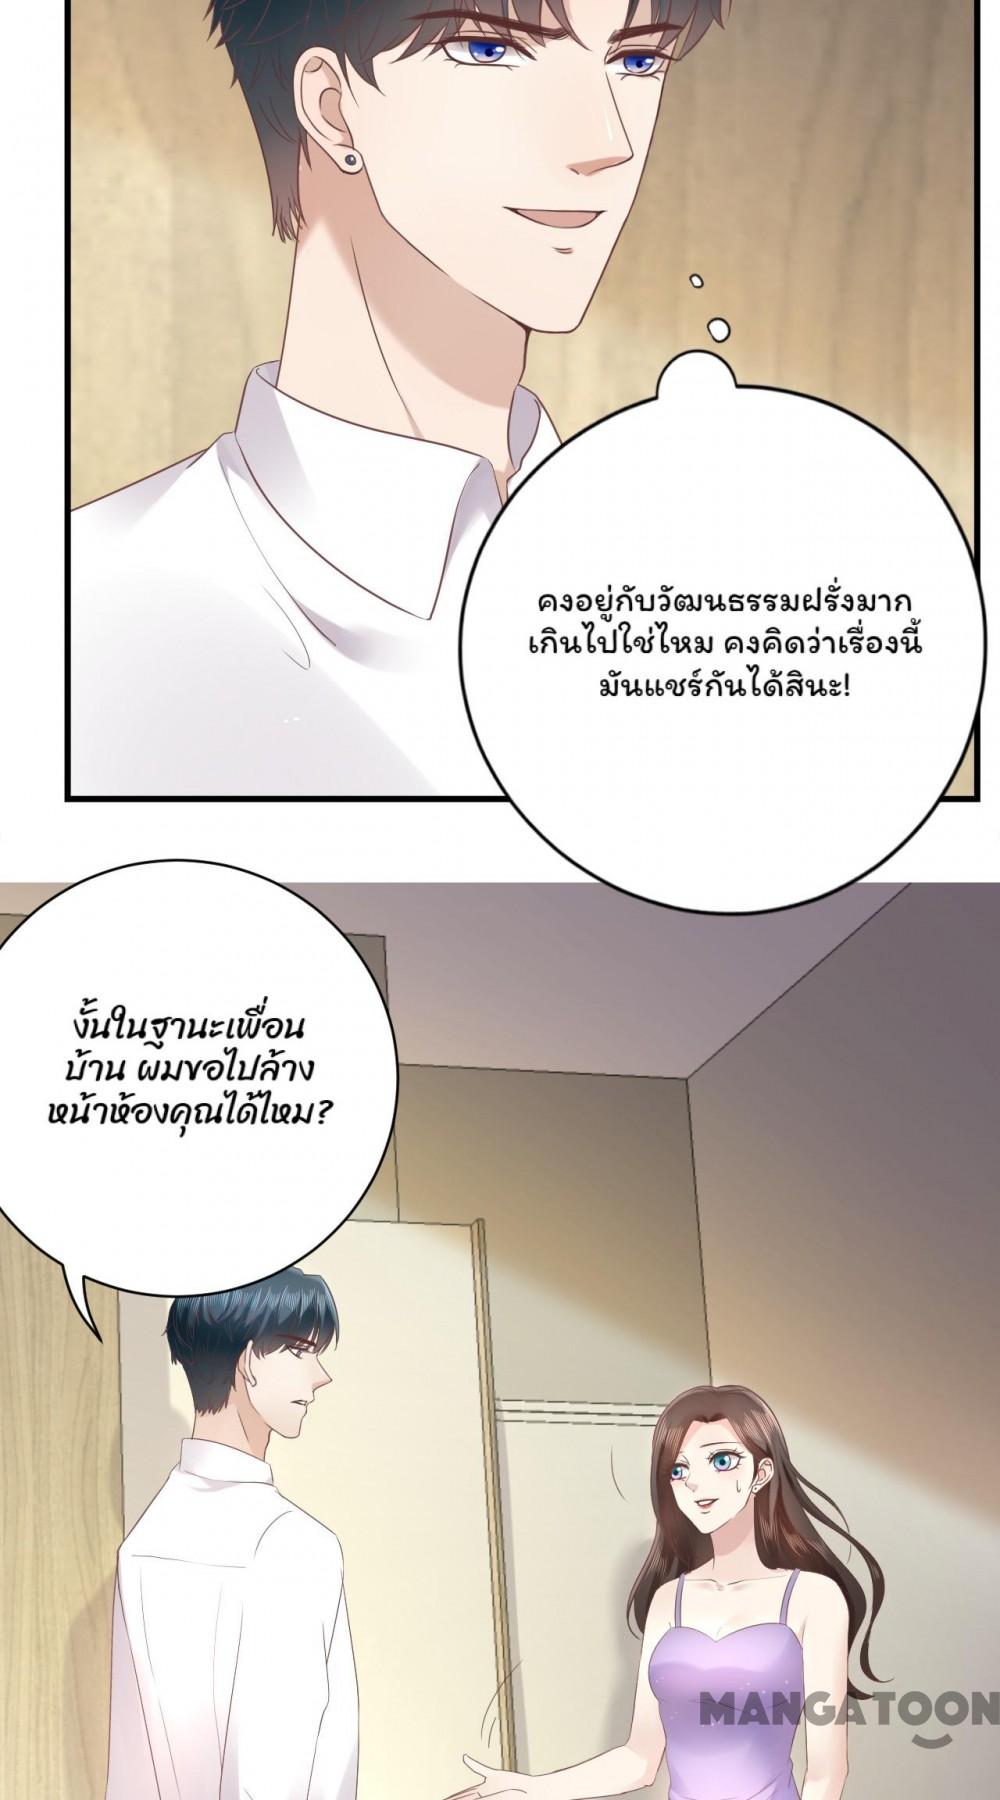 คงอยู่กับวัฒนธรรมฝรั่งมาก
เกินไปใช่ไหม คงคิดว่าเรื่องนี้
มันแชร์กันได้สินะ!
งั้นในฐานะเพื่อน
บ้าน ผมขอไปล้าง
หน้าห้องคุณได้ไหม?
MANGATOON